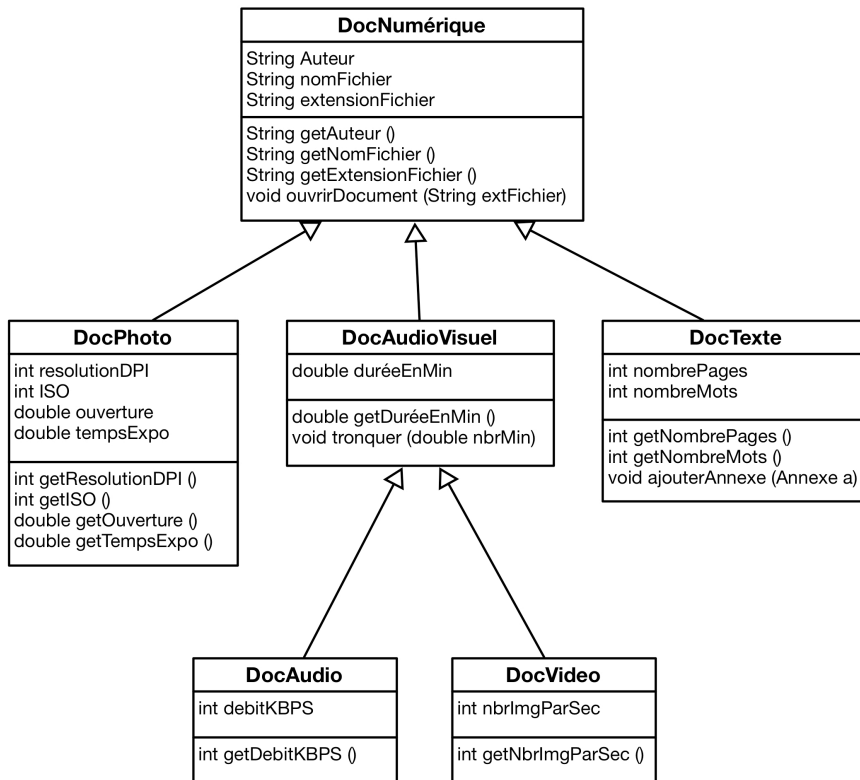 DocNumérique
String Auteur
String nomFichier
String extensionFichier
String getAuteur ()
String getNomFichier ()
String getExtensionFichier ()
void ouvrirDocument (String extFichier)
DocPhoto
int resolutionDPI
int ISO
double ouverture
double tempsExpo
int getResolutionDPI ()
int getISO ()
double getOuverture ()
double getTempsExpo ()
DocAudioVisuel
double duréeEnMin
double getDuréeEnMin ()
void tronquer (double nbrMin)
DocTexte
int nombrePages
int nombreMots
int getNombrePages ()
int getNombreMots ()
void ajouterAnnexe (Annexe a)
DocAudio
int debitKBPS
int getDebitKBPS ()
DocVideo
int nbrImgParSec
int getNbrImgParSec ()